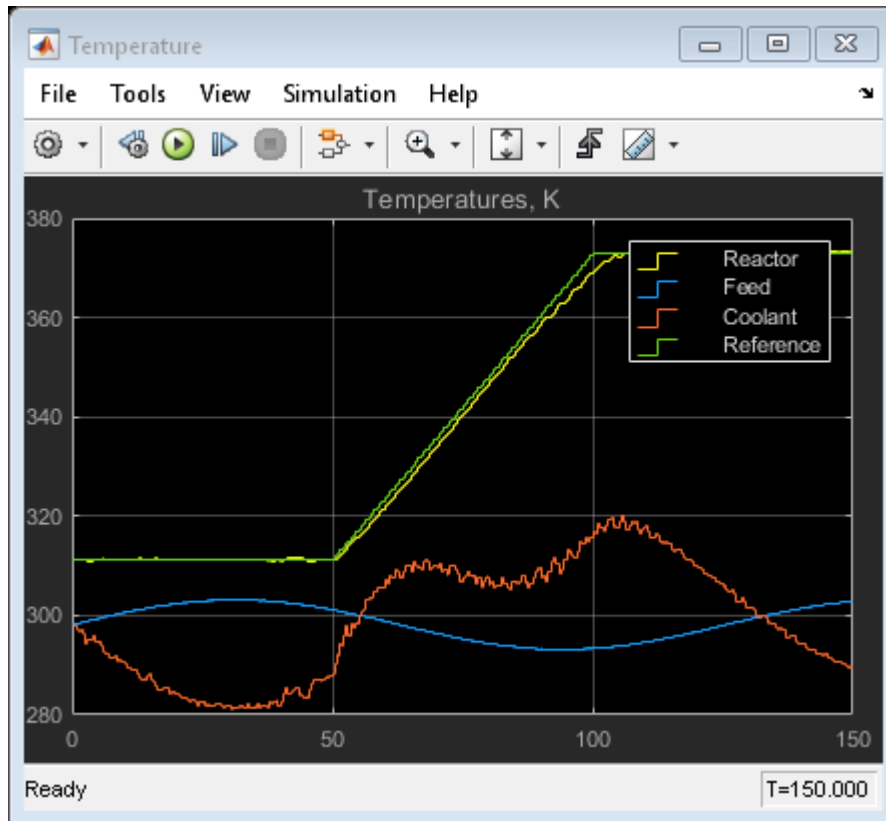 Temperature
File Tools View Simulation Help
Temperatures, K
380
360
340
320
300
280
0 50 100 150
Reactor
Feed
Coolant
Reference
Ready T=150.000